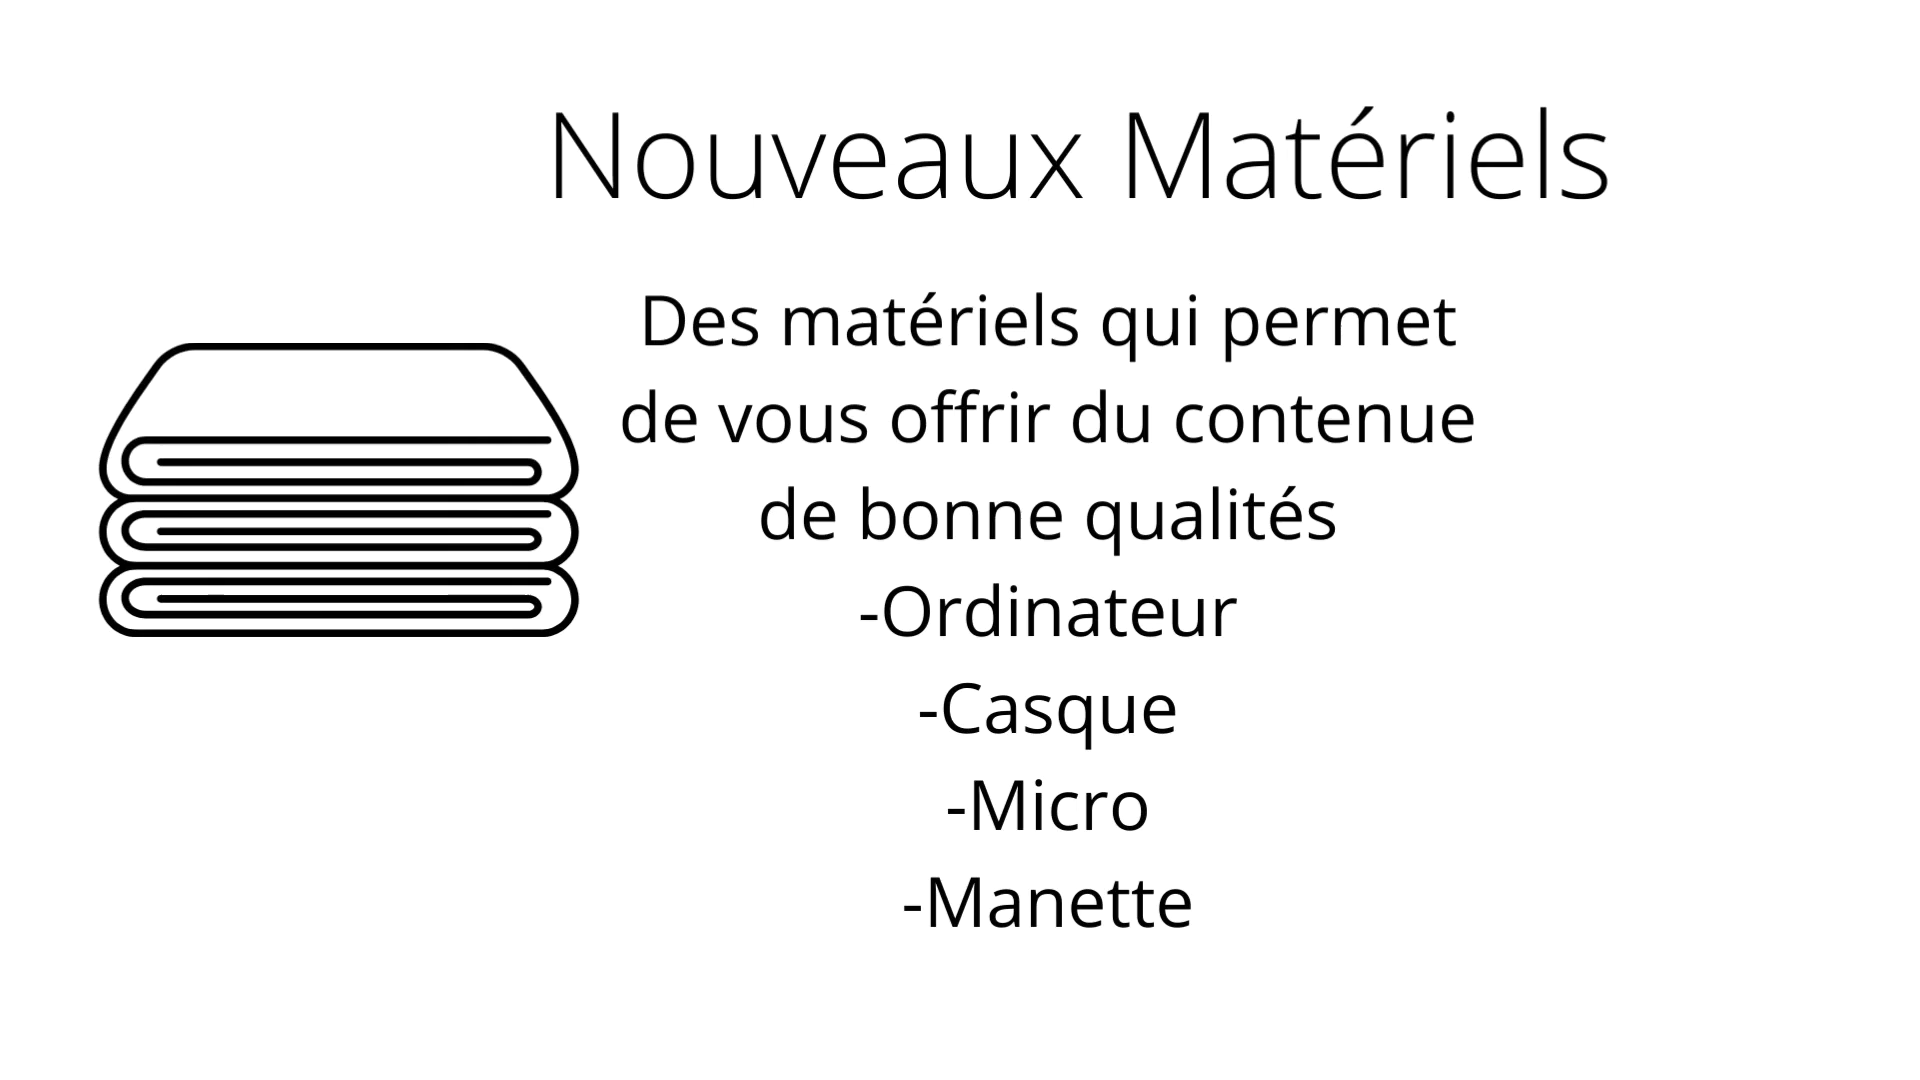 Nouveaux Matériels
Des matériels qui permet
de vous offrir du contenue
de bonne qualités
-Ordinateur
-Casque
-Micro
-Manette